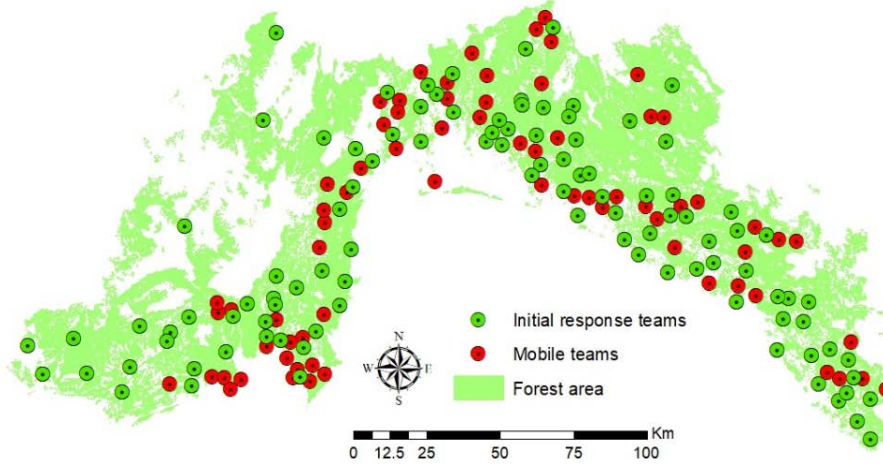 Initial response teams
N
W E
Mobile teams
S
Forest area
Km
0 12.5 25 50 75 100